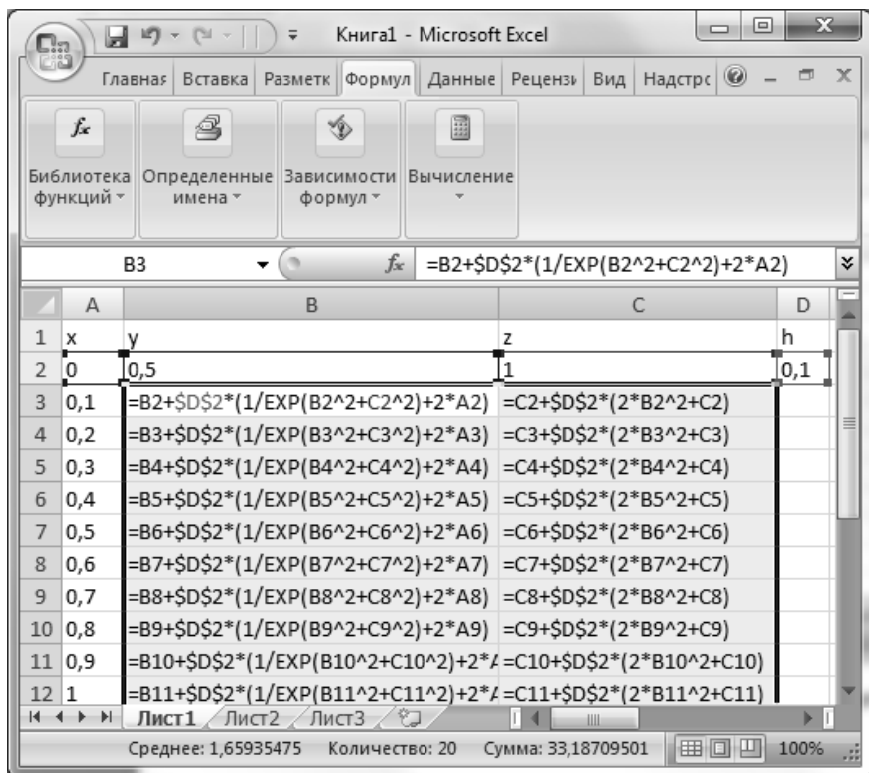 Книга1 - Microsoft Excel
Главная Вставка Разметк Формул Данные Реценз Вид Надстрс
Библиотека функций
Определенные имена
Зависимости формул
Вычисление
B3 fx =B2+$D$2*(1/EXP(B2^2+C2^2)+2*A2)
A B C D
1 x y z h
2 0 0,5 1 0,1
3 0,1 =B2+$D$2*(1/EXP(B2^2+C2^2)+2*A2) =C2+$D$2*(2*B2^2+C2)
4 0,2 =B3+$D$2*(1/EXP(B3^2+C3^2)+2*A3) =C3+$D$2*(2*B3^2+C3)
5 0,3 =B4+$D$2*(1/EXP(B4^2+C4^2)+2*A4) =C4+$D$2*(2*B4^2+C4)
6 0,4 =B5+$D$2*(1/EXP(B5^2+C5^2)+2*A5) =C5+$D$2*(2*B5^2+C5)
7 0,5 =B6+$D$2*(1/EXP(B6^2+C6^2)+2*A6) =C6+$D$2*(2*B6^2+C6)
8 0,6 =B7+$D$2*(1/EXP(B7^2+C7^2)+2*A7) =C7+$D$2*(2*B7^2+C7)
9 0,7 =B8+$D$2*(1/EXP(B8^2+C8^2)+2*A8) =C8+$D$2*(2*B8^2+C8)
10 0,8 =B9+$D$2*(1/EXP(B9^2+C9^2)+2*A9) =C9+$D$2*(2*B9^2+C9)
11 0,9 =B10+$D$2*(1/EXP(B10^2+C10^2)+2*A =C10+$D$2*(2*B10^2+C10)
12 1 =B11+$D$2*(1/EXP(B11^2+C11^2)+2*A =C11+$D$2*(2*B11^2+C11)
Лист1 Лист2 Лист3
Среднее: 1,65935475 Количество: 20 Сумма: 33,18709501 100%